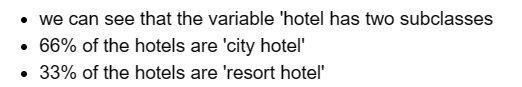 • we can see that the variable 'hotel has two subclasses
• 66% of the hotels are 'city hotel'
• 33% of the hotels are 'resort hotel'